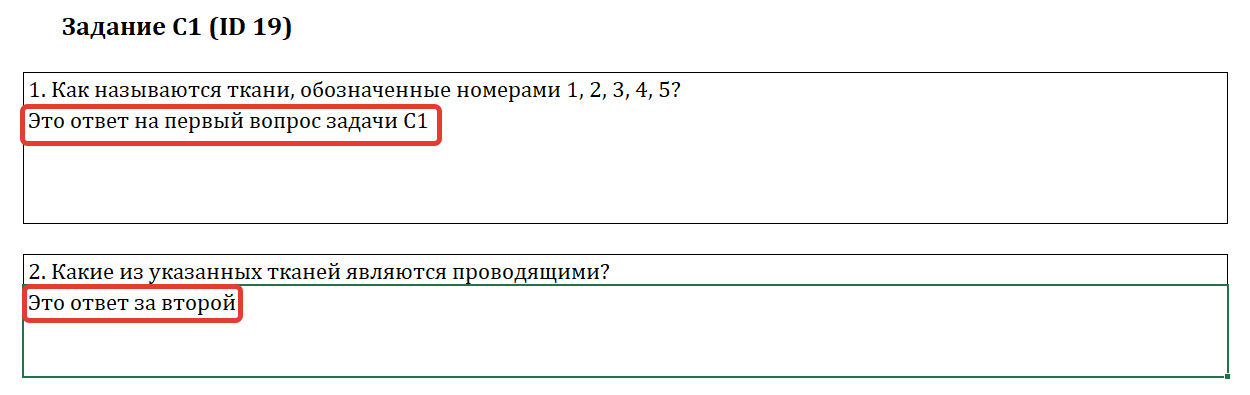 Задание С1 (ID 19)
1. Как называются ткани, обозначенные номерами 1, 2, 3, 4, 5?
Это ответ на первый вопрос задачи С1
2. Какие из указанных тканей являются проводящими?
Это ответ за второй